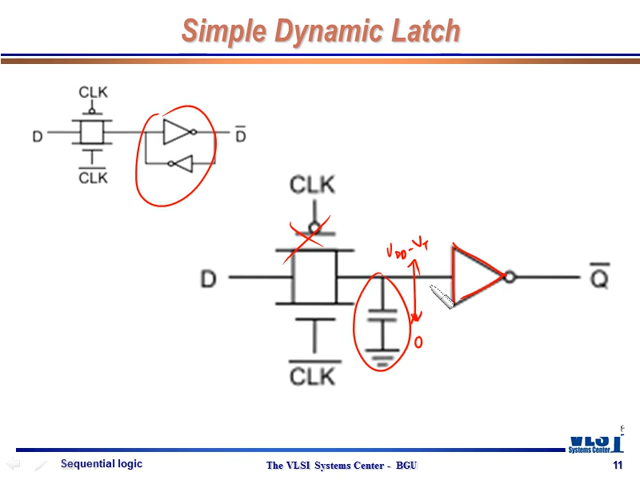 Simple Dynamic Latch
CLK
D
D
CLK
CLK
VDD-VT
D
Q
0
CLK
VLSI
Systems Center
Sequential logic
The VLSI Systems Center - BGU
11